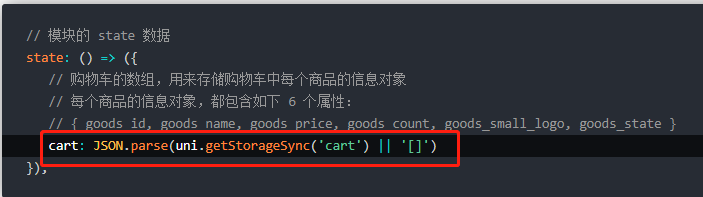 // 模块的 state 数据
state: () => ({
// 购物车的数组，用来存储购物车中每个商品的信息对象
// 每个商品的信息对象，都包含如下 6 个属性：
// { goods_id, goods_name, goods_price, goods_count, goods_small_logo, goods_state }
cart: JSON.parse(uni.getStorageSync('cart') || '[]')
}),